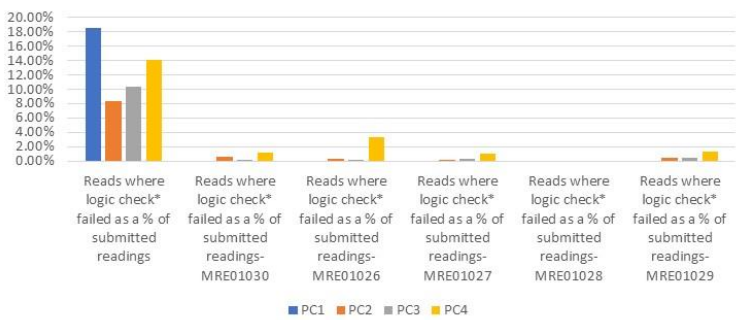 20.00%
18.00%
16.00%
14.00%
12.00%
10.00%
8.00%
6.00%
4.00%
2.00%
0.00%
Reads where
logic check*
failed as a % of
submitted
readings
Reads where
logic check*
failed as a % of
submitted
readings-
MRE01030
Reads where
logic check*
failed as a % of
submitted
readings-
MRE01026
Reads where
logic check*
failed as a % of
submitted
readings-
MRE01027
Reads where
logic check*
failed as a % of
submitted
readings-
MRE01028
Reads where
logic check*
failed as a % of
submitted
readings-
MRE01029
PC1 PC2 PC3 PC4